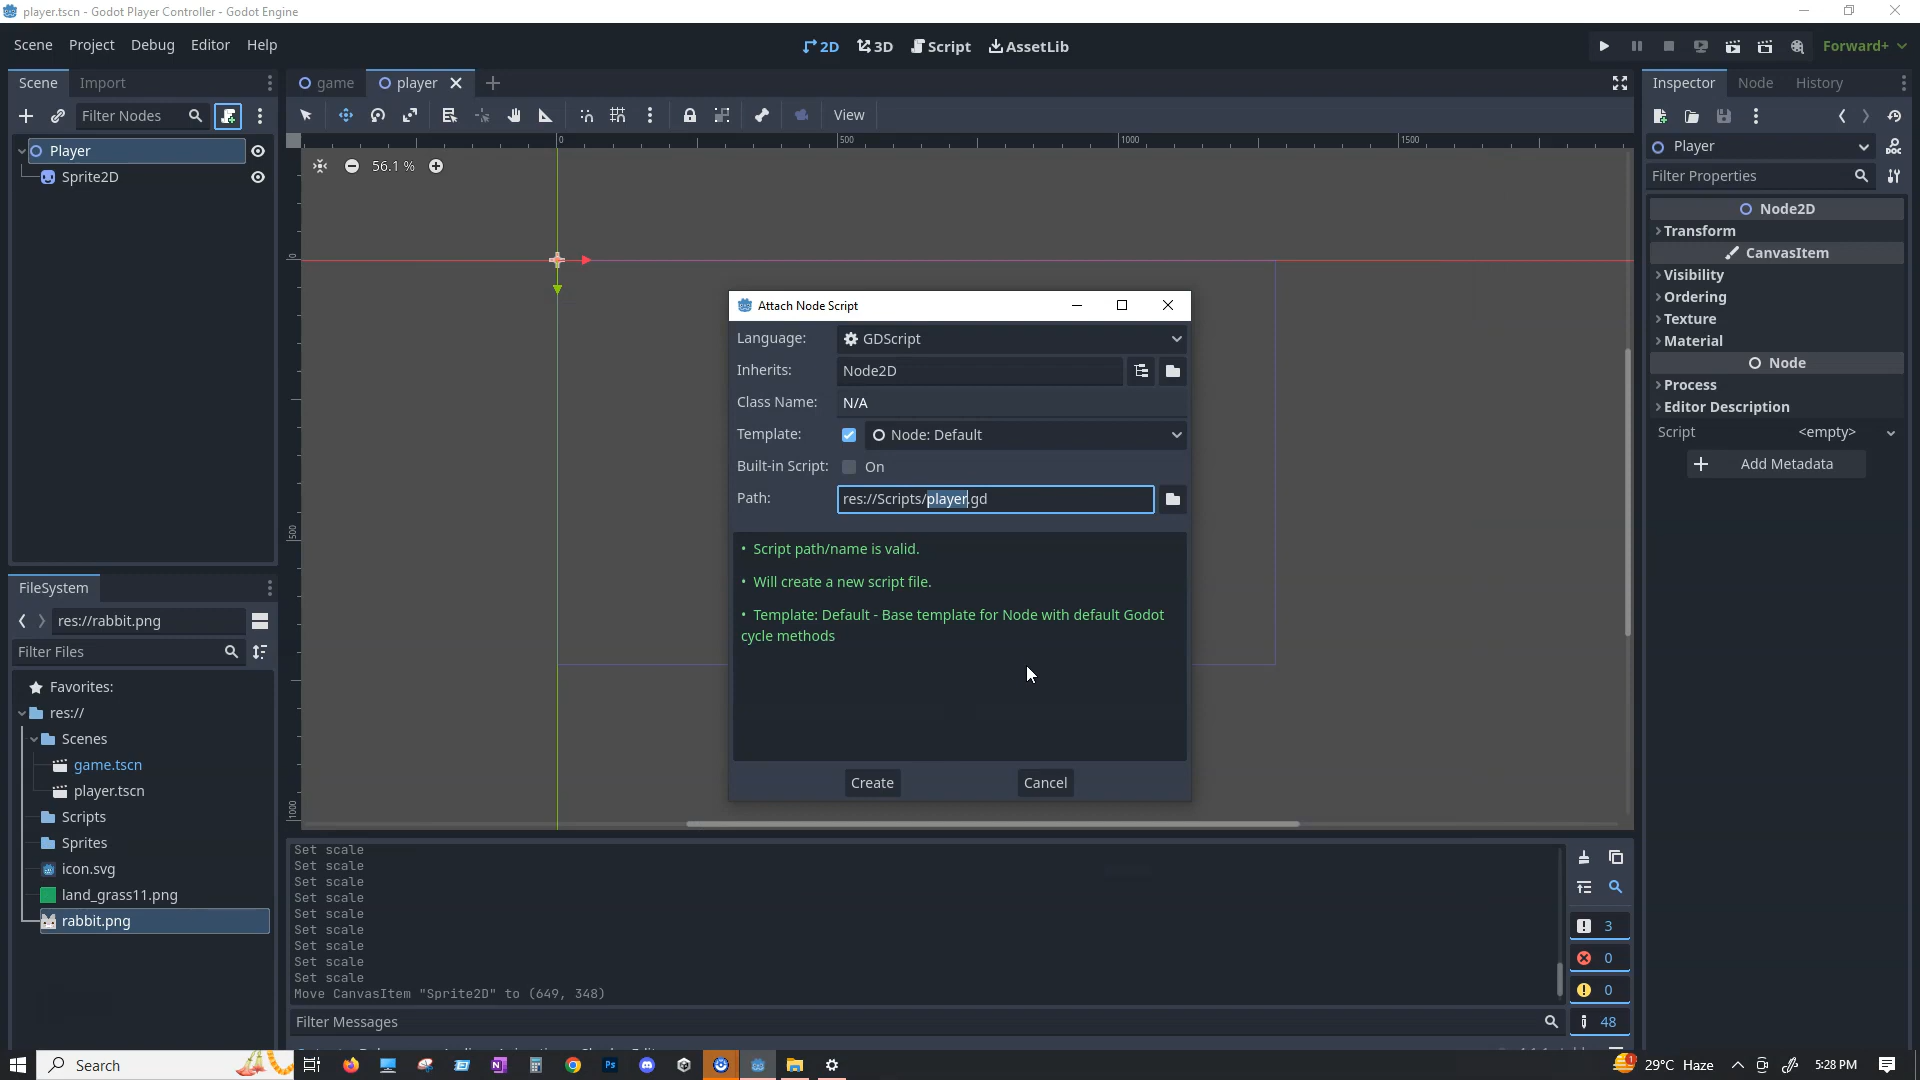 player.tscn - Godot Player Controller - Godot Engine
Scene Project Debug Editor Help
2D 3D Script AssetLib
Forward+
Scene Import
game player
Inspector Node History
Filter Nodes
View
Player
Sprite2D
0 500 1000 1500
56.1 %
Player
Filter Properties
Node2D
Transform
CanvasItem
Visibility
Ordering
Texture
Material
Node
Process
Editor Description
Script <empty>
Add Metadata
0
500
1000
Attach Node Script
Language: GDScript
Inherits: Node2D
Class Name: N/A
Template: Node: Default
Built-in Script: On
Path: res://Scripts/player.gd
• Script path/name is valid.
• Will create a new script file.
• Template: Default - Base template for Node with default Godot
cycle methods
Create Cancel
FileSystem
res://rabbit.png
Filter Files
Favorites:
res://
Scenes
game.tscn
player.tscn
Scripts
Sprites
icon.svg
land_grass11.png
rabbit.png
Set scale
Set scale
Set scale
Set scale
Set scale
Set scale
Set scale
Set scale
Set scale
Move CanvasItem "Sprite2D" to (649, 348)
Filter Messages
3
0
0
48
Search
29°C Haze
5:28 PM